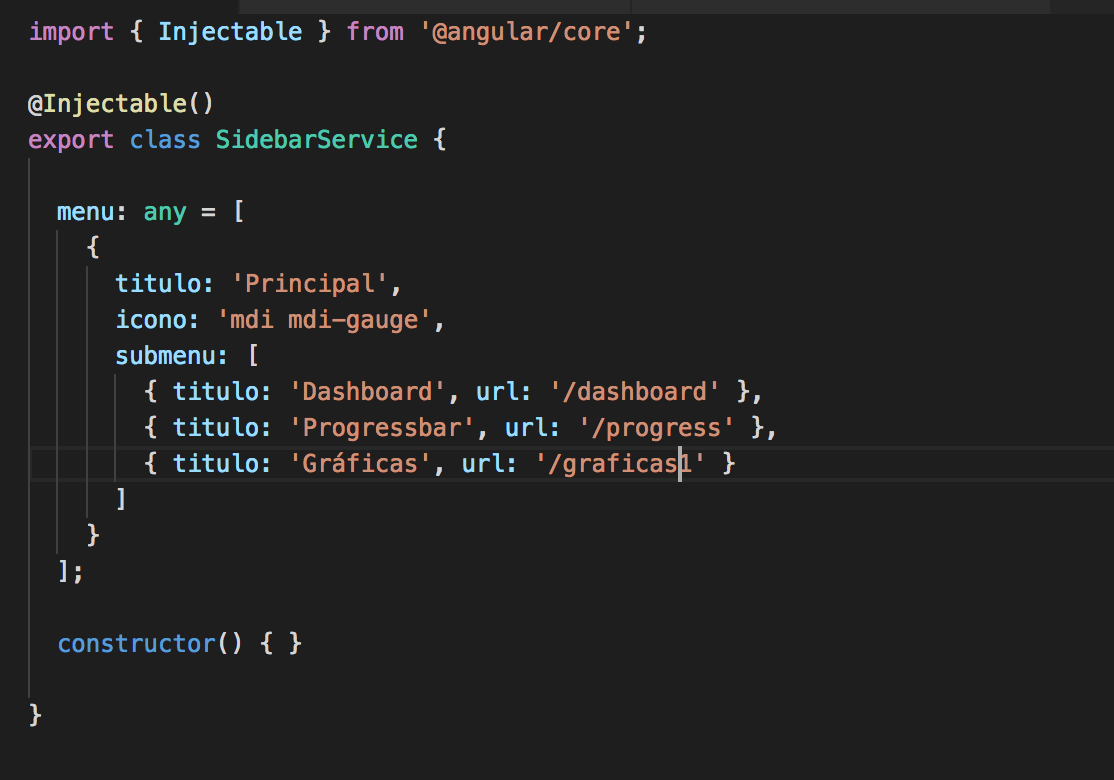 import { Injectable } from '@angular/core';
@Injectable()
export class SidebarService {
menu: any = [
{
titulo: 'Principal',
icono: 'mdi mdi-gauge',
submenu: [
{ titulo: 'Dashboard', url: '/dashboard' },
{ titulo: 'Progressbar', url: '/progress' },
{ titulo: 'Gráficas', url: '/graficas1' }
]
}
];
constructor() { }
}